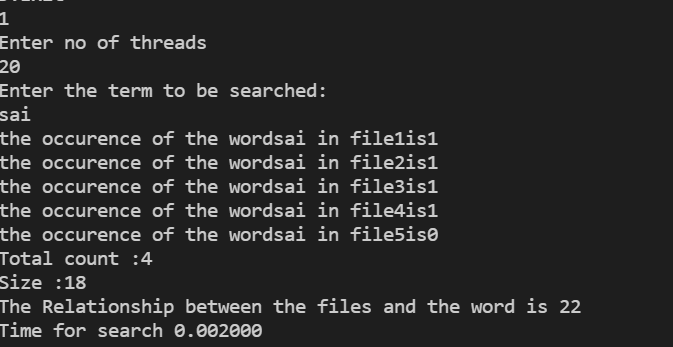 1
Enter no of threads
20
Enter the term to be searched:
sai
the occurence of the wordsai in file1is1
the occurence of the wordsai in file2is1
the occurence of the wordsai in file3is1
the occurence of the wordsai in file4is1
the occurence of the wordsai in file5is0
Total count :4
Size :18
The Relationship between the files and the word is 22
Time for search 0.002000